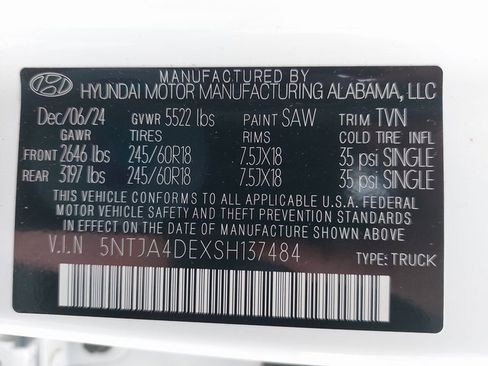 MANUFACTURED BY
HYUNDAI MOTOR MANUFACTURING ALABAMA, LLC
Dec/06/24 GVWR 5522 lbs PAINT SAW TRIM TVN
GAWR TIRES RIMS COLD TIRE INFL
FRONT 2646 lbs 245/60R18 7.5JX18 35 psi SINGLE
REAR 3197 lbs 245/60R18 7.5JX18 35 psi SINGLE
THIS VEHICLE CONFORMS TO ALL APPLICABLE U.S.A. FEDERAL
MOTOR VEHICLE SAFETY AND THEFT PREVENTION STANDARDS
IN EFFECT ON THE DATE OF MANUFACTURE SHOWN ABOVE.
V.I.N 5NTJA4DEXSH137484
TYPE: TRUCK